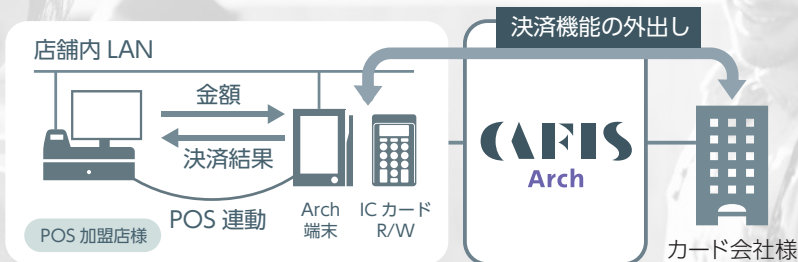 決済機能の外出し
店舗内 LAN
金額
決済結果
POS 連動
POS 加盟店様
Arch
端末
IC カード
R/W
CAFIS
Arch
カード会社様